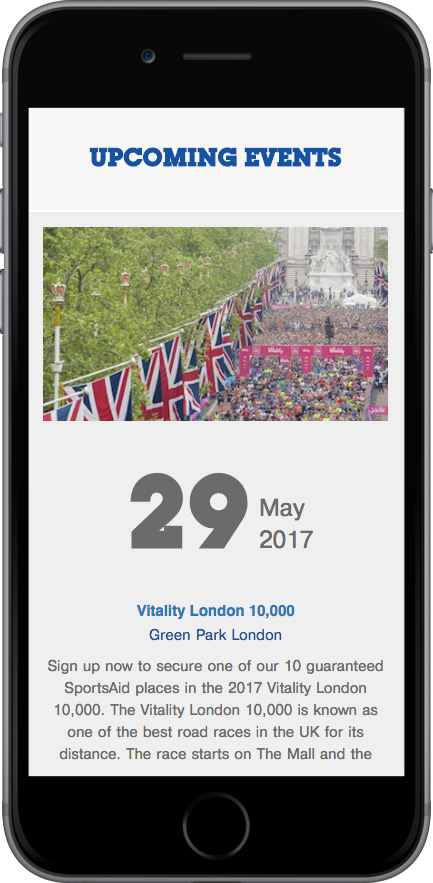 UPCOMING EVENTS
Vitality
29
May
2017
Vitality London 10,000
Green Park London
Sign up now to secure one of our 10 guaranteed
SportsAid places in the 2017 Vitality London
10,000. The Vitality London 10,000 is known as
one of the best road races in the UK for its
distance. The race starts on The Mall and the